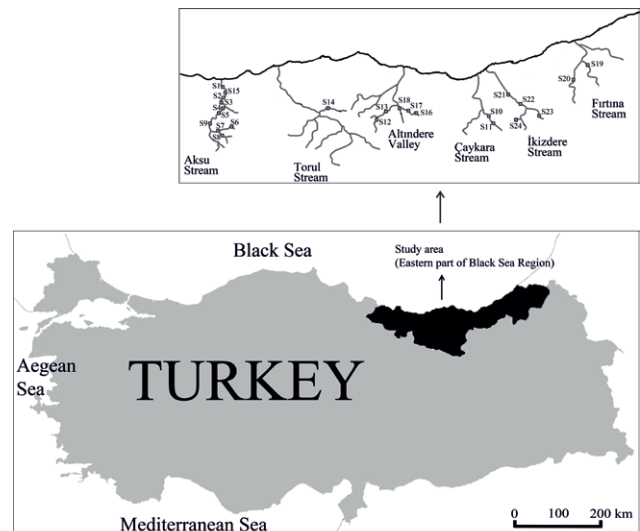 S1
S15
S2
S3
S4
S5
S9
S7
S6
S8
Aksu
Stream
S14
Torul
Stream
S13
S12
S18
S17
S16
Altındere
Valley
S10
S11
Çaykara
Stream
S21
S22
S23
S24
İkizdere
Stream
S19
S20
Fırtına
Stream
Black Sea
Study area
(Eastern part of Black Sea Region)
Aegean
Sea
TURKEY
Mediterranean Sea
0 100 200 km